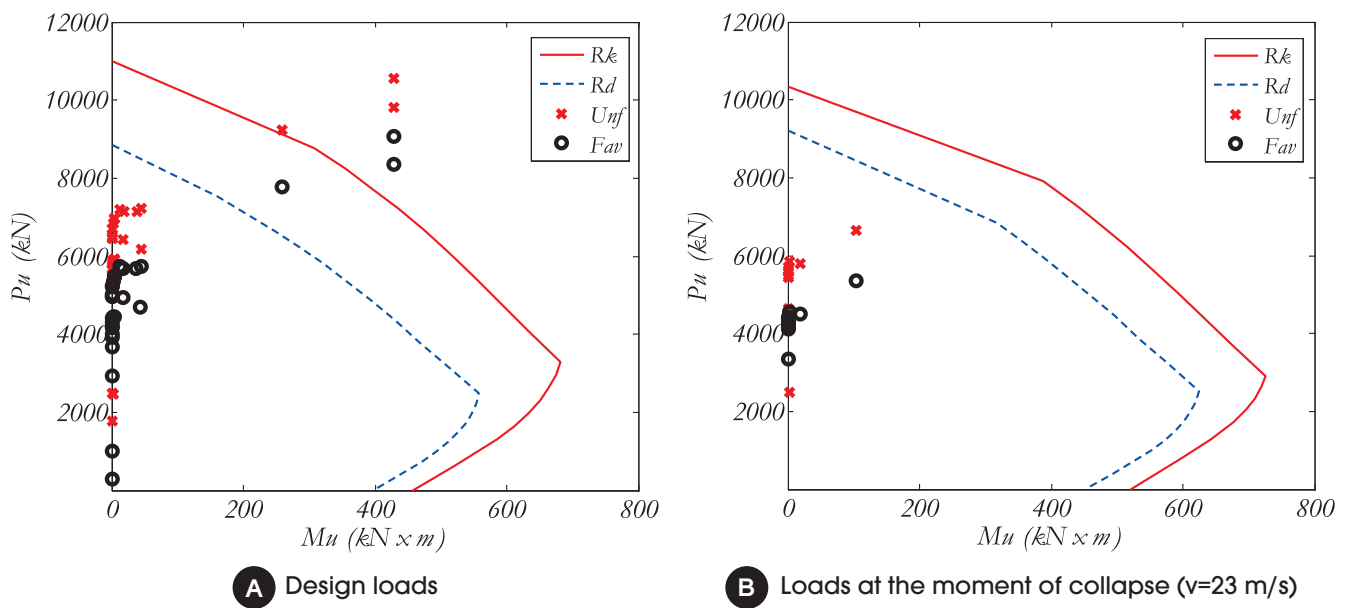 12000
10000
8000
6000
4000
2000
Pu (kN)
0
200
400
600
800
Mu (kN x m)
Rk
Rd
Unf
Fav
A Design loads
12000
10000
8000
6000
4000
2000
Pu (kN)
0
200
400
600
800
Mu (kN x m)
Rk
Rd
Unf
Fav
B Loads at the moment of collapse (v=23 m/s)